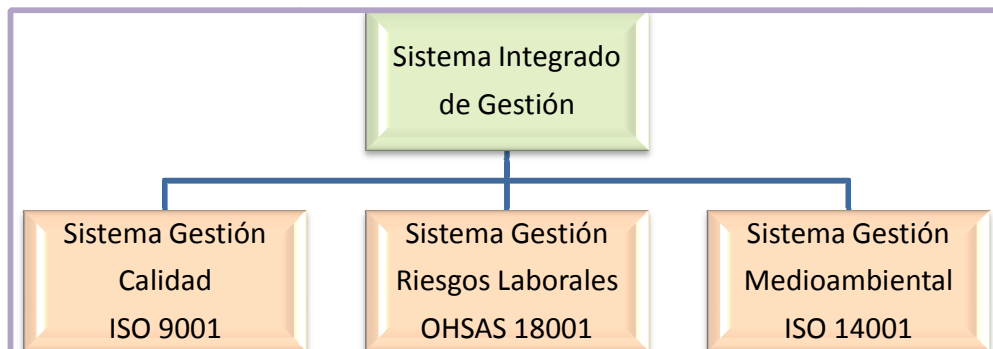 Sistema Integrado
de Gestión
Sistema Gestión
Calidad
ISO 9001
Sistema Gestión
Riesgos Laborales
OHSAS 18001
Sistema Gestión
Medioambiental
ISO 14001